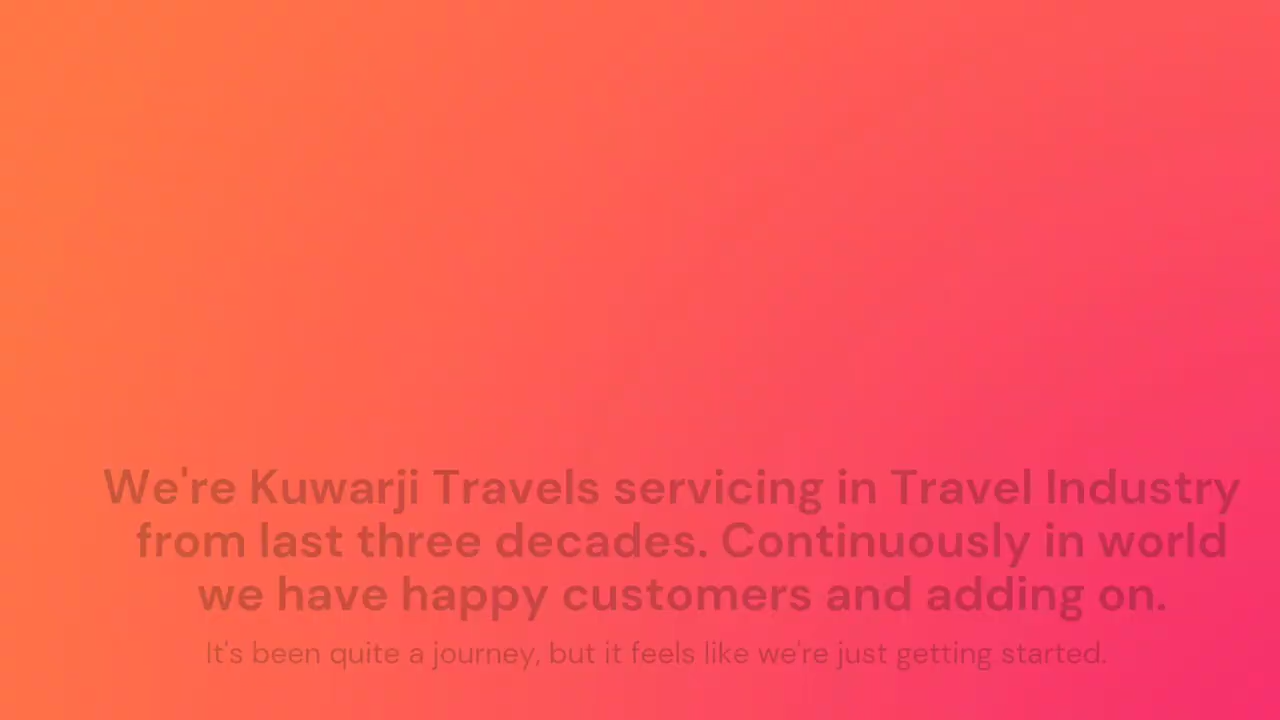 We're Kuwarji Travels servicing in Travel Industry
from last three decades. Continuously in world
we have happy customers and adding on.
It's been quite a journey, but it feels like we're just getting started.